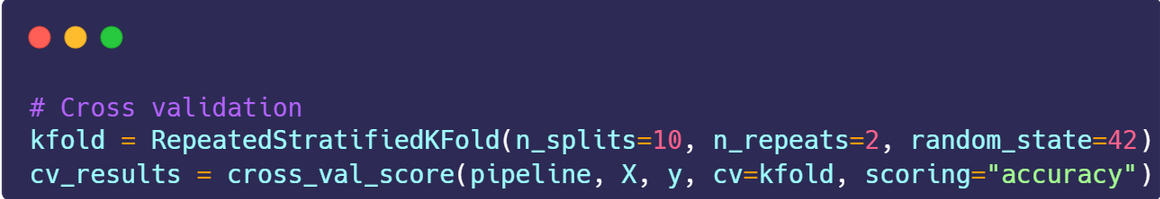 # Cross validation
kfold = RepeatedStratifiedKFold(n_splits=10, n_repeats=2, random_state=42)
cv_results = cross_val_score(pipeline, X, y, cv=kfold, scoring="accuracy")